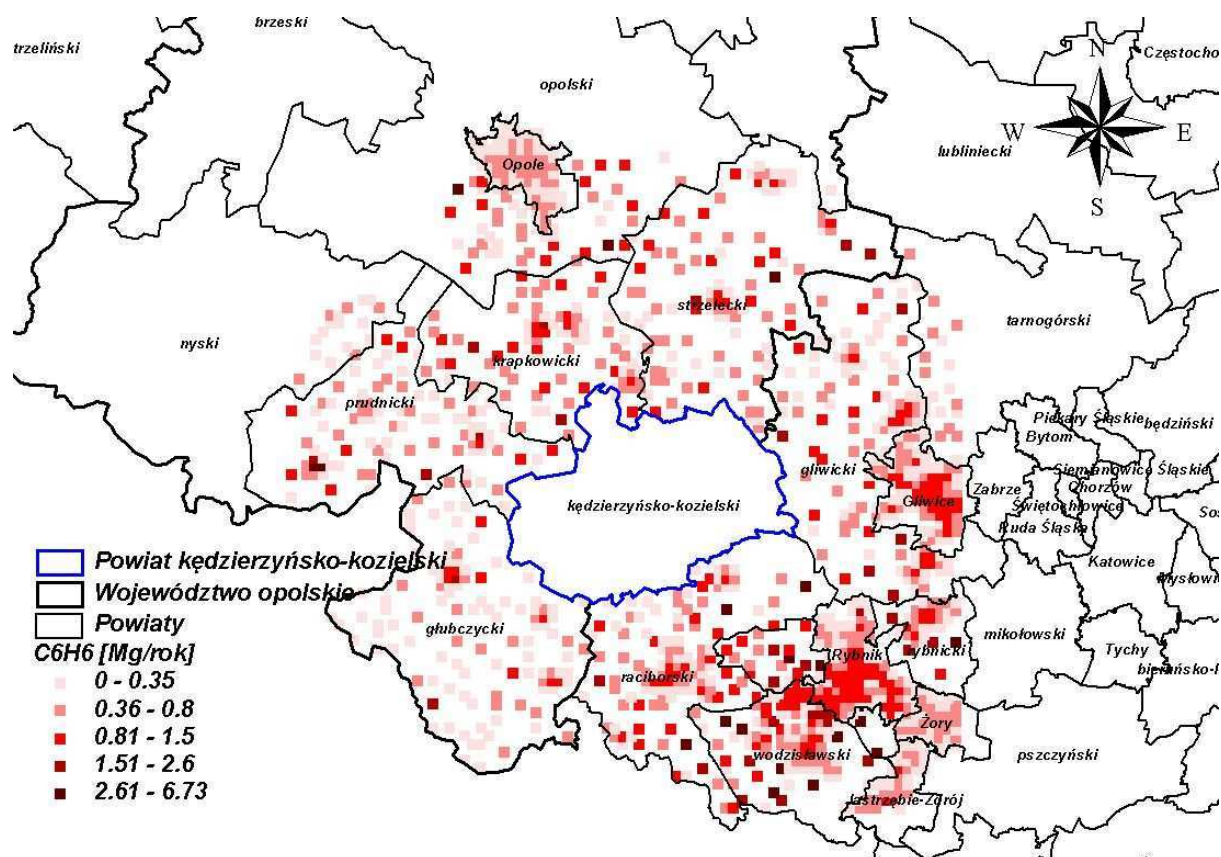 brzeski
trzeliński
Częstocho
N
opolski
W
E
lubliniecki
Opole
S
strzelecki
tarnogórski
nyski
krapkowicki
prudnicki
Piekary Śląskie
będziński
Bytom
gliwicki
Siemianowice Śląskie
Zabrze
Chorzów
Gliwice
Świętochłowice
kędzierzyńsko-kozielski
Ruda Śląska
Katowice
Mysłowi
Powiat kędzierzyńsko-kozielski
Województwo opolskie
Powiaty
głubczycki
mikołowski
C6H6 [Mg/rok]
Rybnik
rybnicki
Tychy
bieruńsko-l
0 - 0.35
raciborski
0.36 - 0.8
Żory
0.81 - 1.5
wodzisławski
pszczyński
1.51 - 2.6
2.61 - 6.73
Jastrzębie-Zdrój